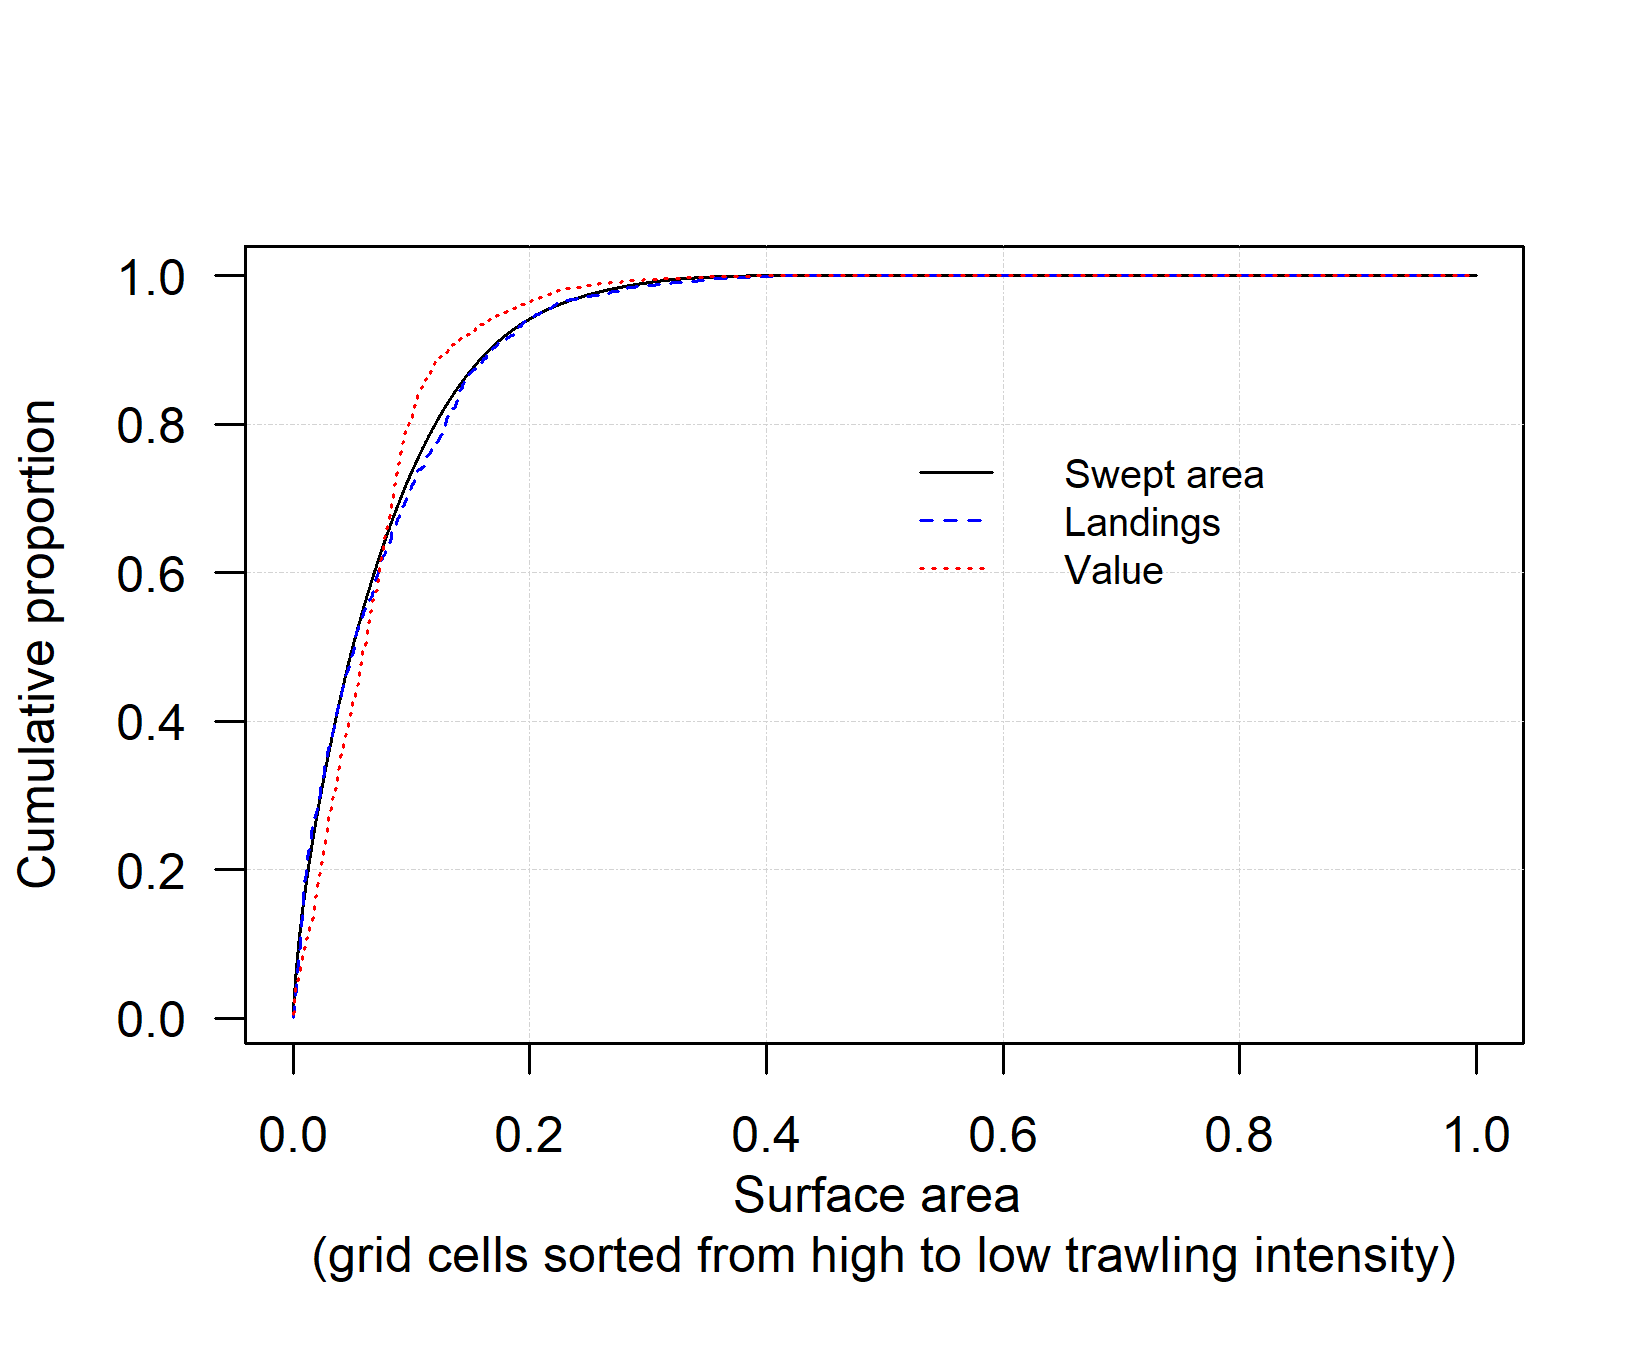 1.0
0.8
0.6
0.4
0.2
0.0
Cumulative proportion
Swept area
Landings
Value
0.0 0.2 0.4 0.6 0.8 1.0
Surface area
(grid cells sorted from high to low trawling intensity)